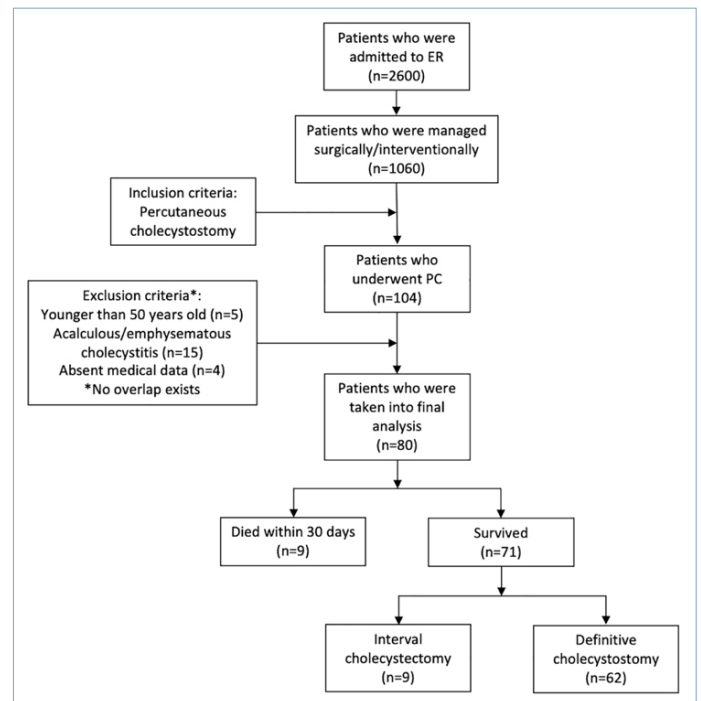 Patients who were
admitted to ER
(n=2600)
Patients who were managed
surgically/interventionally
(n=1060)
Inclusion criteria:
Percutaneous
cholecystostomy
Patients who
underwent PC
(n=104)
Exclusion criteria*:
Younger than 50 years old (n=5)
Acalculous/emphysematous
cholecystitis (n=15)
Absent medical data (n=4)
*No overlap exists
Patients who were
taken into final
analysis
(n=80)
Died within 30 days
(n=9)
Survived
(n=71)
Interval
cholecystectomy
(n=9)
Definitive
cholecystostomy
(n=62)